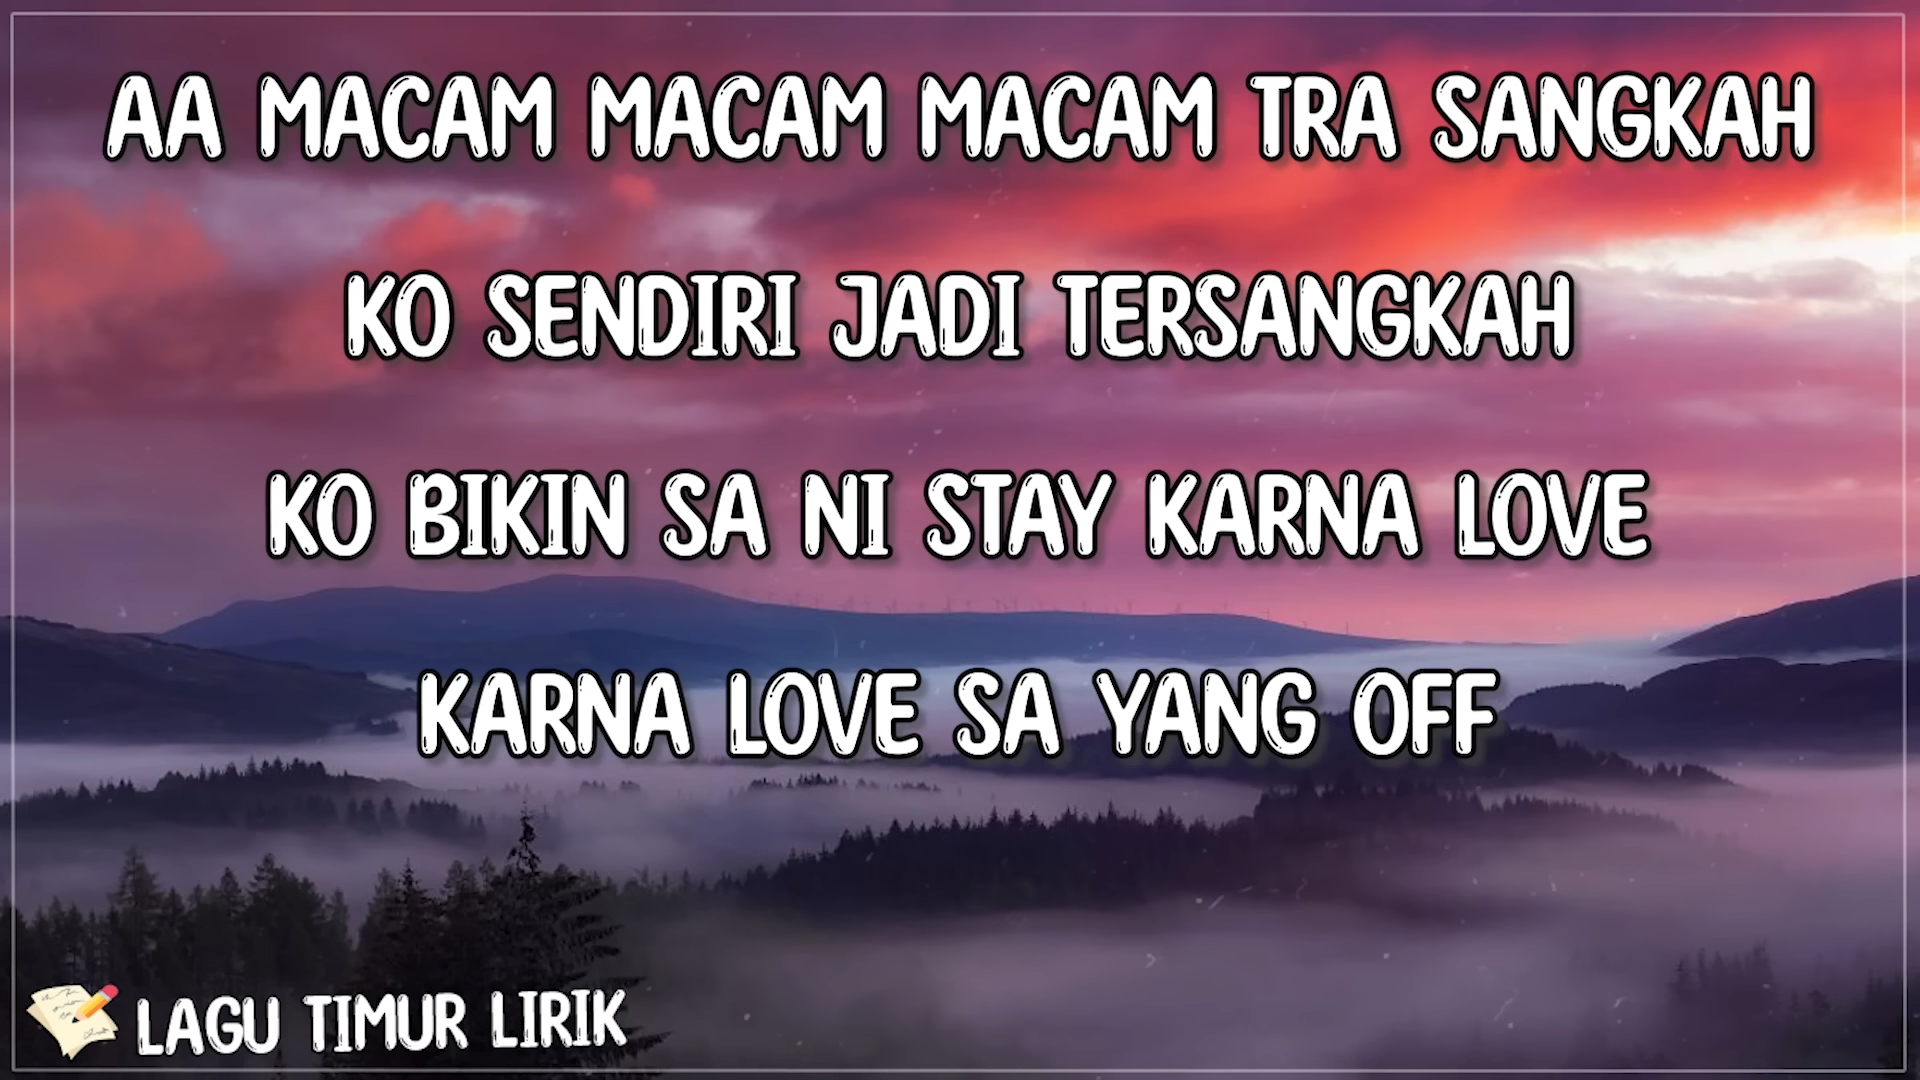 AA MACAM MACAM MACAM TRA SANGKAH
KO SENDIRI JADI TERSANGKAH
KO BIKIN SA NI STAY KARNA LOVE
KARNA LOVE SA YANG OFF
LAGU TIMUR LIRIK